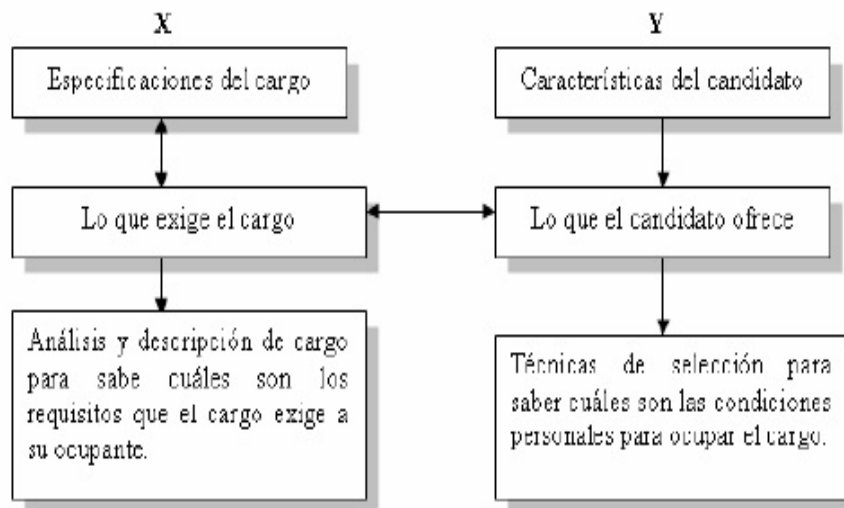 X
Especificaciones del cargo
Lo que exige el cargo
Análisis y descripción de cargo
para sabe cuáles son los
requisitos que el cargo exige a
su ocupante.
Y
Características del candidato
Lo que el candidato ofrece
Técnicas de selección para
saber cuáles son las condiciones
personales para ocupar el cargo.